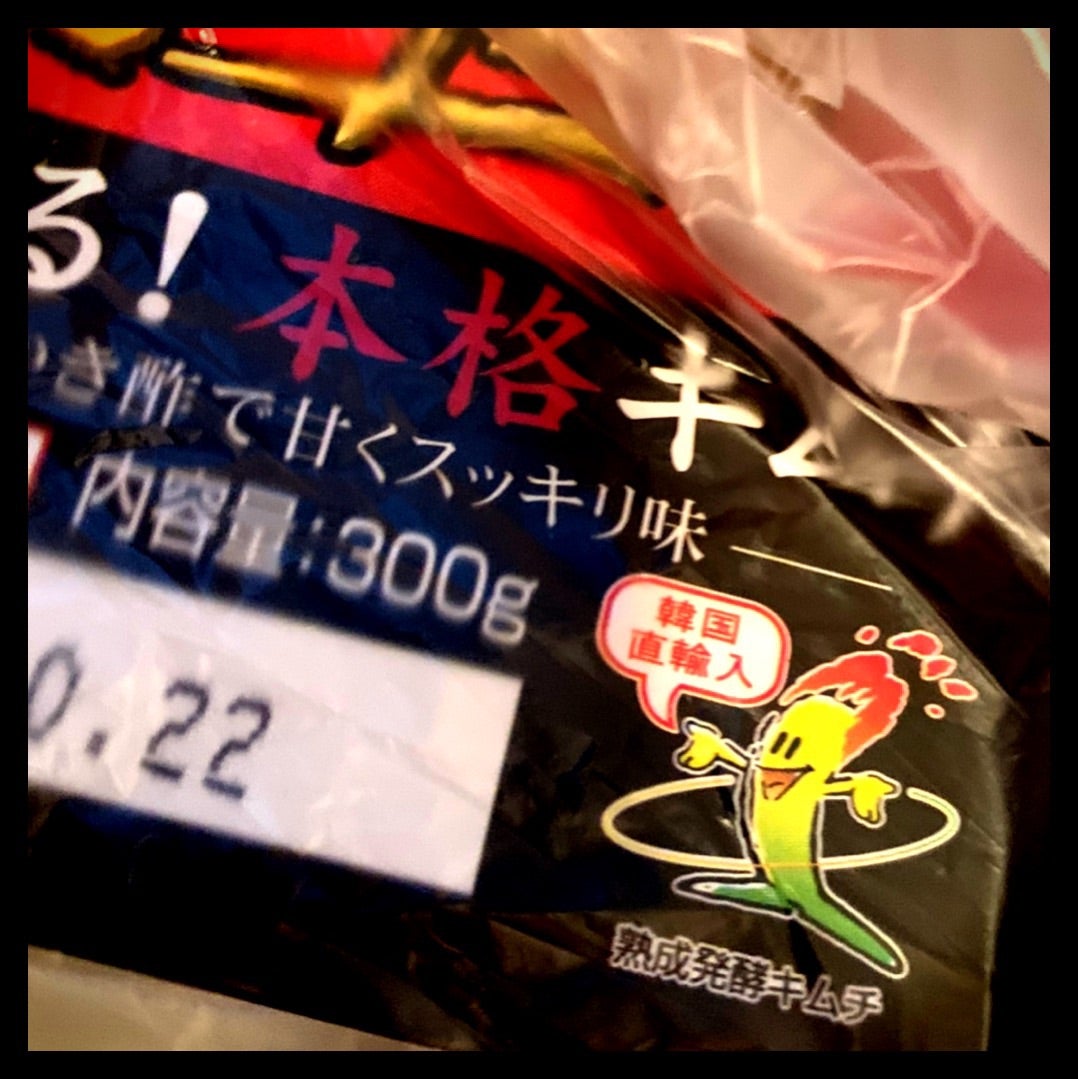 る!本格キム
き酢で甘くスッキリ味
内容量:300g
0.22
韓国
直輸入
熟成発酵キムチ